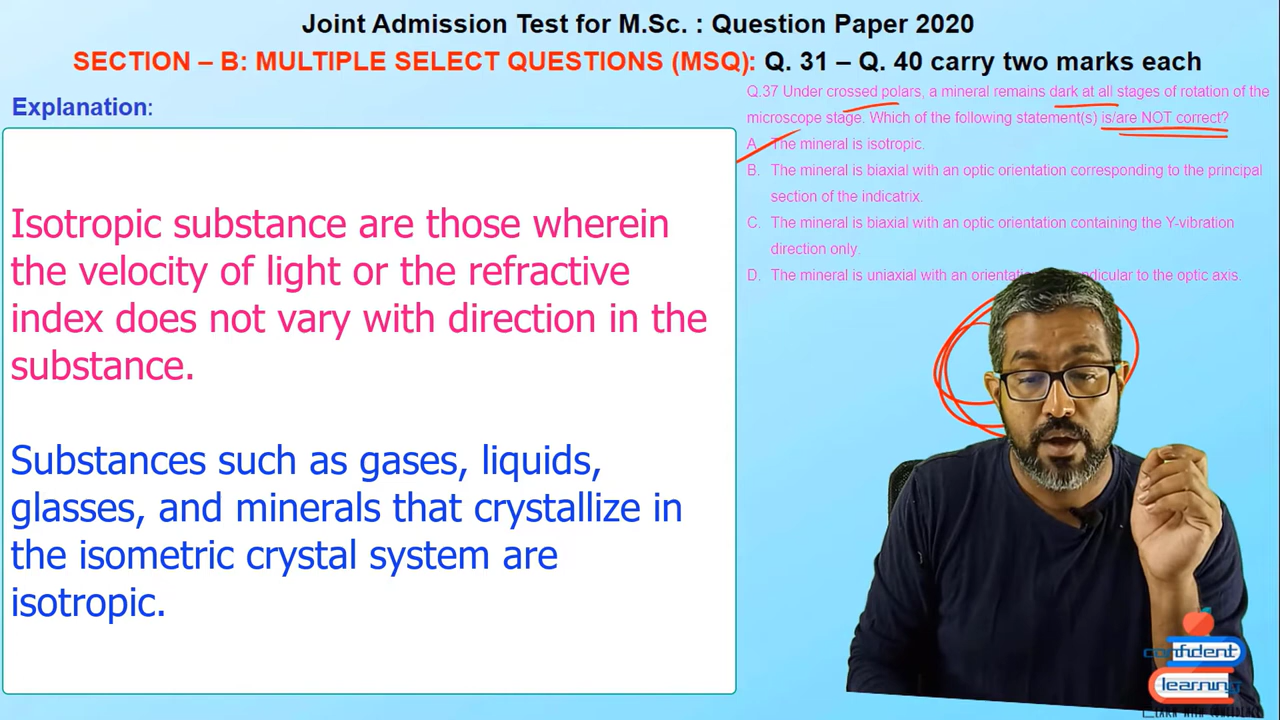 Joint Admission Test for M.Sc. : Question Paper 2020
SECTION – B: MULTIPLE SELECT QUESTIONS (MSQ): Q. 31 – Q. 40 carry two marks each
Explanation:
Isotropic substance are those wherein
the velocity of light or the refractive
index does not vary with direction in the
substance.
Substances such as gases, liquids,
glasses, and minerals that crystallize in
the isometric crystal system are
isotropic.
Q.37 Under crossed polars, a mineral remains dark at all stages of rotation of the
microscope stage. Which of the following statement(s) is/are NOT correct?
A. The mineral is isotropic.
B. The mineral is biaxial with an optic orientation corresponding to the principal
section of the indicatrix.
C. The mineral is biaxial with an optic orientation containing the Y-vibration
direction only.
D. The mineral is uniaxial with an to the optic axis.
confident
learning